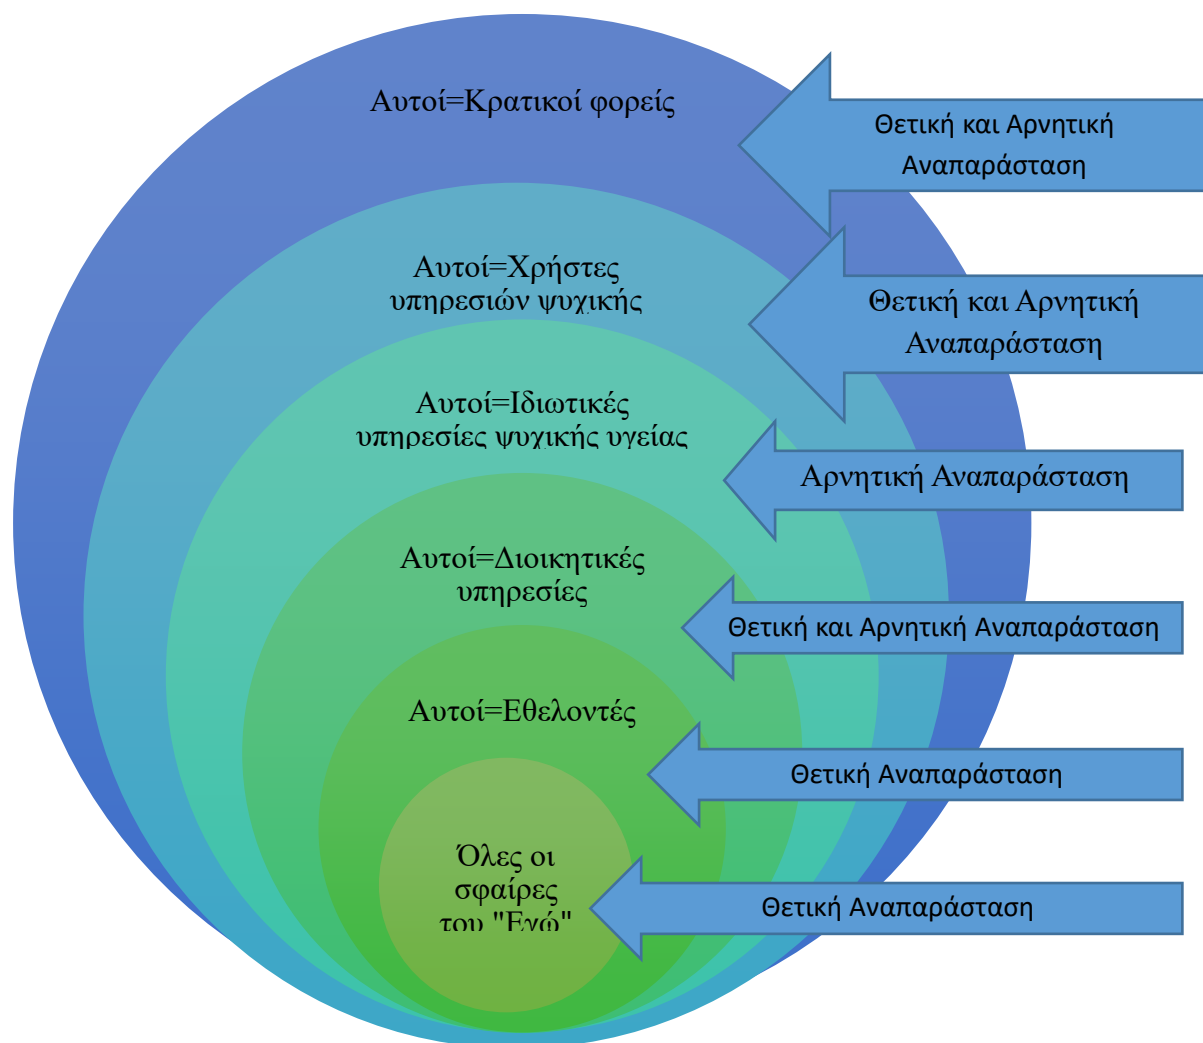 Αυτοί=Κρατικοί φορείς
Θετική και Αρνητική
Αναπαράσταση
Αυτοί=Χρήστες
υπηρεσιών ψυχικής
Θετική και Αρνητική
Αναπαράσταση
Αυτοί=Ιδιωτικές
υπηρεσίες ψυχικής υγείας
Αρνητική Αναπαράσταση
Αυτοί=Διοικητικές
υπηρεσίες
Θετική και Αρνητική Αναπαράσταση
Αυτοί=Εθελοντές
Θετική Αναπαράσταση
Όλες οι
σφαίρες
του "Εγώ"
Θετική Αναπαράσταση